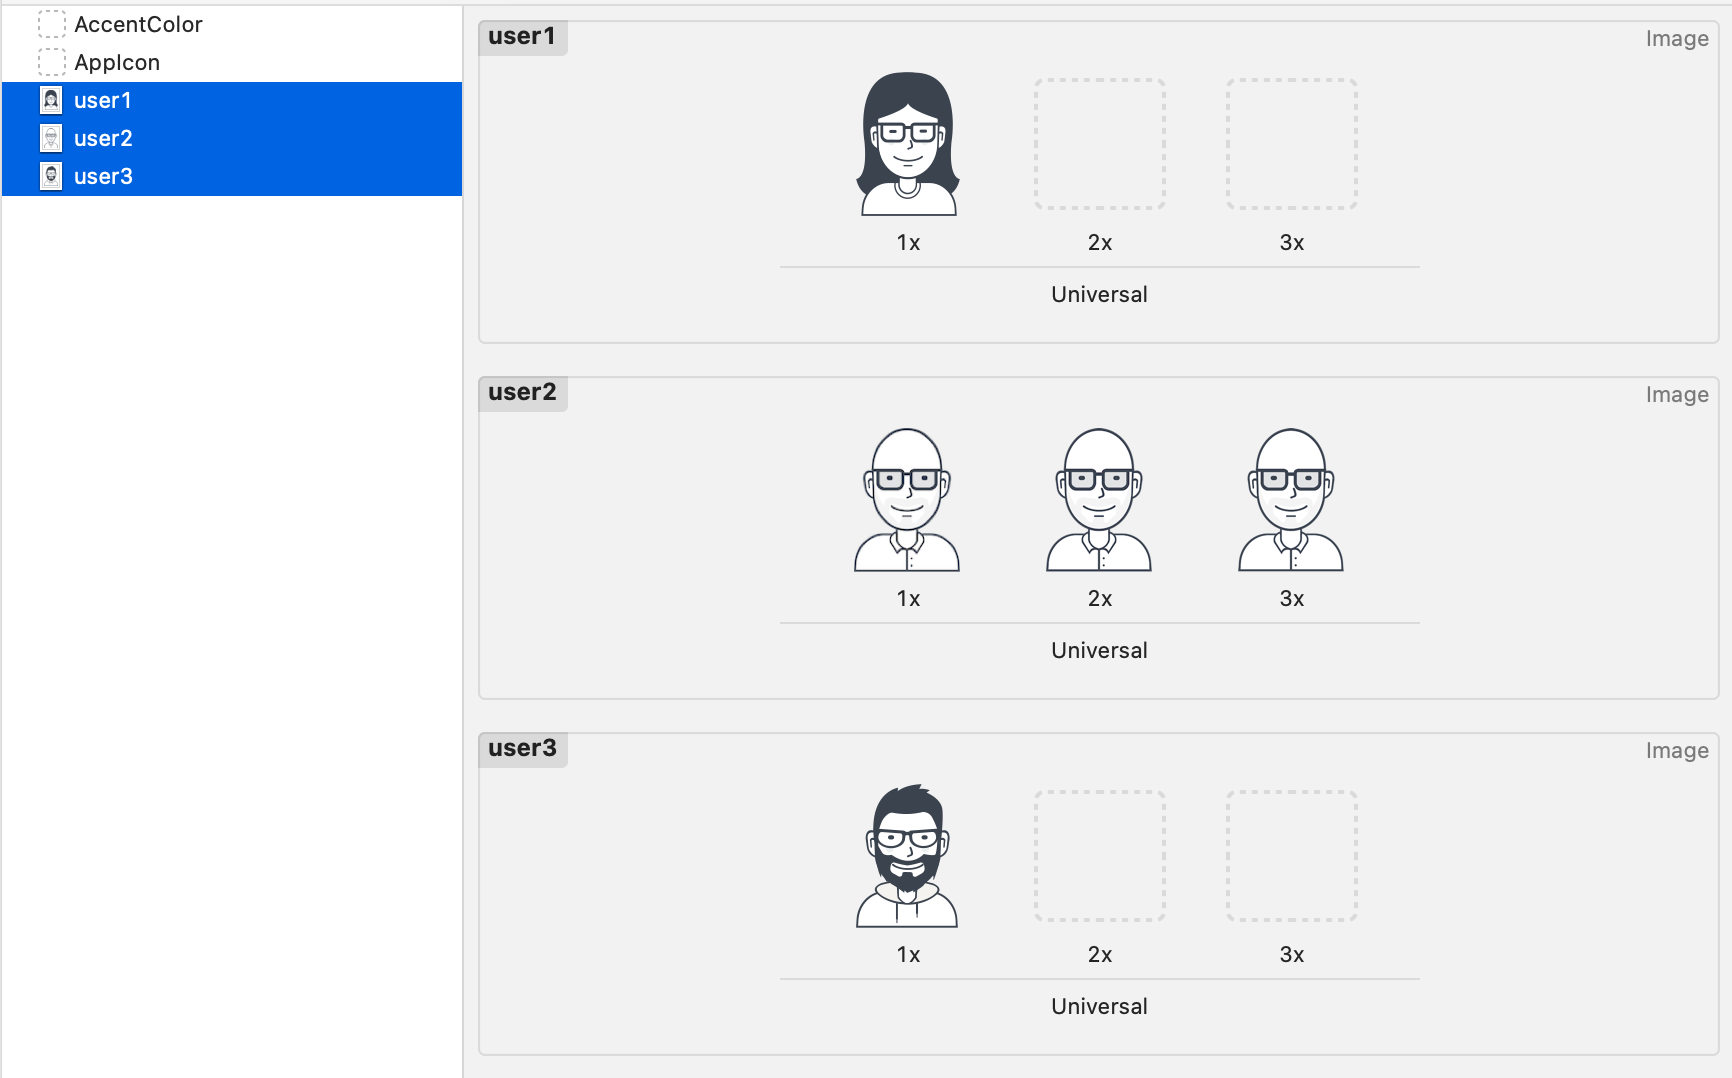 AccentColor
AppIcon
user1
user2
user3
user1
Image
1x 2x 3x
Universal
user2
Image
1x 2x 3x
Universal
user3
Image
1x 2x 3x
Universal